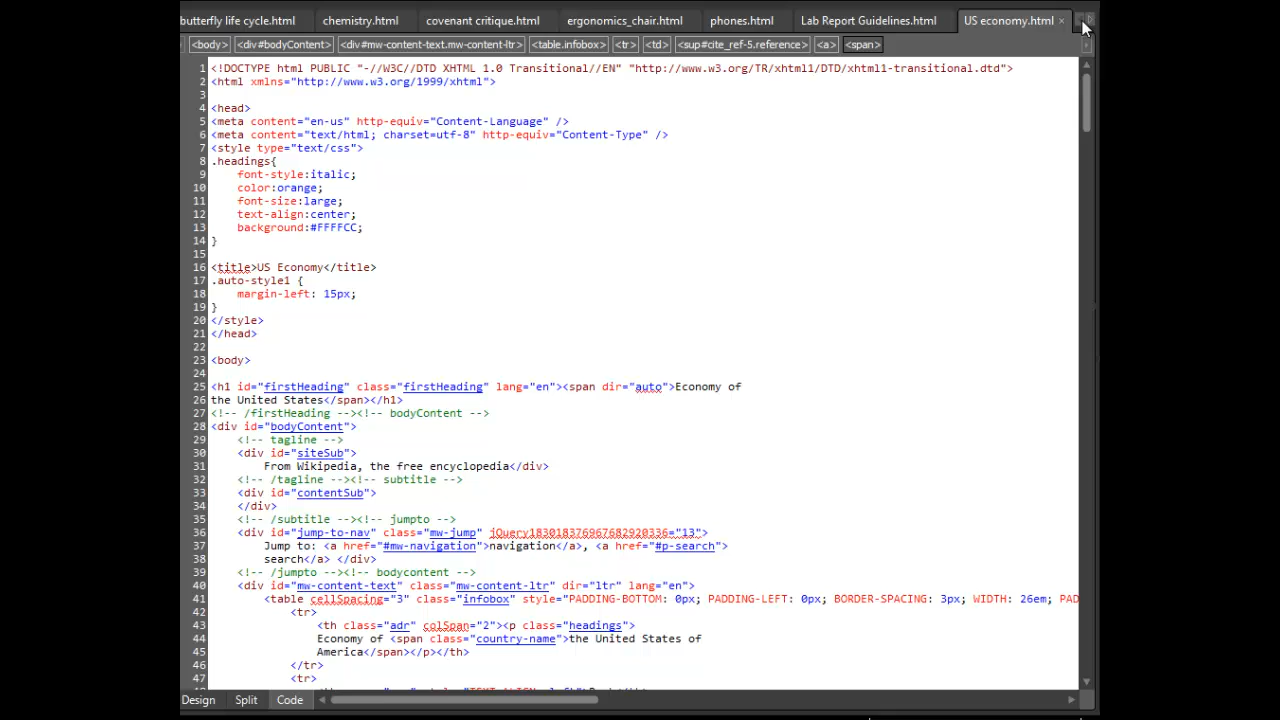 butterfly life cycle.html chemistry.html covenant critique.html ergonomics_chair.html phones.html Lab Report Guidelines.html US economy.html ×
<body> <div#bodyContent> <div#mw-content-text.mw-content-ltr> <table.infobox> <tr> <td> <sup#cite_ref-5.reference> <a> <span>
1 <!DOCTYPE html PUBLIC "-//W3C//DTD XHTML 1.0 Transitional//EN" "http://www.w3.org/TR/xhtml1/DTD/xhtml1-transitional.dtd">
2 <html xmlns="http://www.w3.org/1999/xhtml">
3
4 <head>
5 <meta content="en-us" http-equiv="Content-Language" />
6 <meta content="text/html; charset=utf-8" http-equiv="Content-Type" />
7 <style type="text/css">
8 .headings{
9 font-style:italic;
10 color:orange;
11 font-size:large;
12 text-align:center;
13 background:#FFFFCC;
14 }
15
16 <title>US Economy</title>
17 .auto-style1 {
18 margin-left: 15px;
19 }
20 </style>
21 </head>
22
23 <body>
24
25 <h1 id="firstHeading" class="firstHeading" lang="en"><span dir="auto">Economy of
26 the United States</span></h1>
27 <!-- /firstHeading --><!-- bodyContent -->
28 <div id="bodyContent">
29 <!-- tagline -->
30 <div id="siteSub">
31 From Wikipedia, the free encyclopedia</div>
32 <!-- /tagline --><!-- subtitle -->
33 <div id="contentSub">
34 </div>
35 <!-- /subtitle --><!-- jumpto -->
36 <div id="jump-to-nav" class="mw-jump" jQuery183018376967682920336="13">
37 Jump to: <a href="#mw-navigation">navigation</a>, <a href="#p-search">
38 search</a> </div>
39 <!-- /jumpto --><!-- bodycontent -->
40 <div id="mw-content-text" class="mw-content-ltr" dir="ltr" lang="en">
41 <table cellSpacing="3" class="infobox" style="PADDING-BOTTOM: 0px; PADDING-LEFT: 0px; BORDER-SPACING: 3px; WIDTH: 26em; PAD
42 <tr>
43 <th class="adr" colSpan="2"><p class="headings">
44 Economy of <span class="country-name">the United States of
45 America</span></p></th>
46 </tr>
47 <tr>
Design Split Code